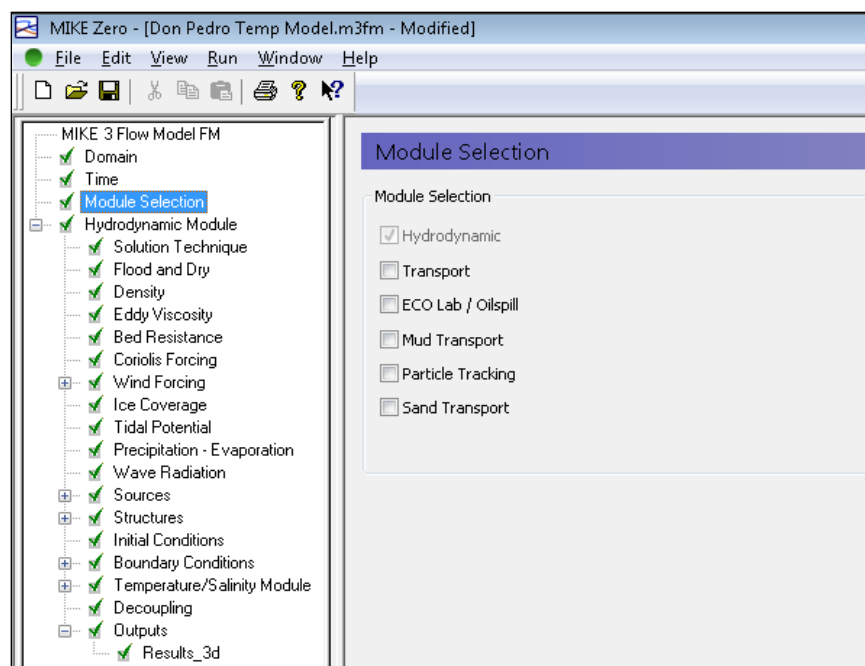 MIKE Zero - [Don Pedro Temp Model.m3fm - Modified]
File Edit View Run Window Help
MIKE 3 Flow Model FM
Domain
Time
Module Selection
Hydrodynamic Module
Solution Technique
Flood and Dry
Density
Eddy Viscosity
Bed Resistance
Coriolis Forcing
Wind Forcing
Ice Coverage
Tidal Potential
Precipitation - Evaporation
Wave Radiation
Sources
Structures
Initial Conditions
Boundary Conditions
Temperature/Salinity Module
Decoupling
Outputs
Results_3d
Module Selection
Module Selection
Hydrodynamic
Transport
ECO Lab / Oilspill
Mud Transport
Particle Tracking
Sand Transport